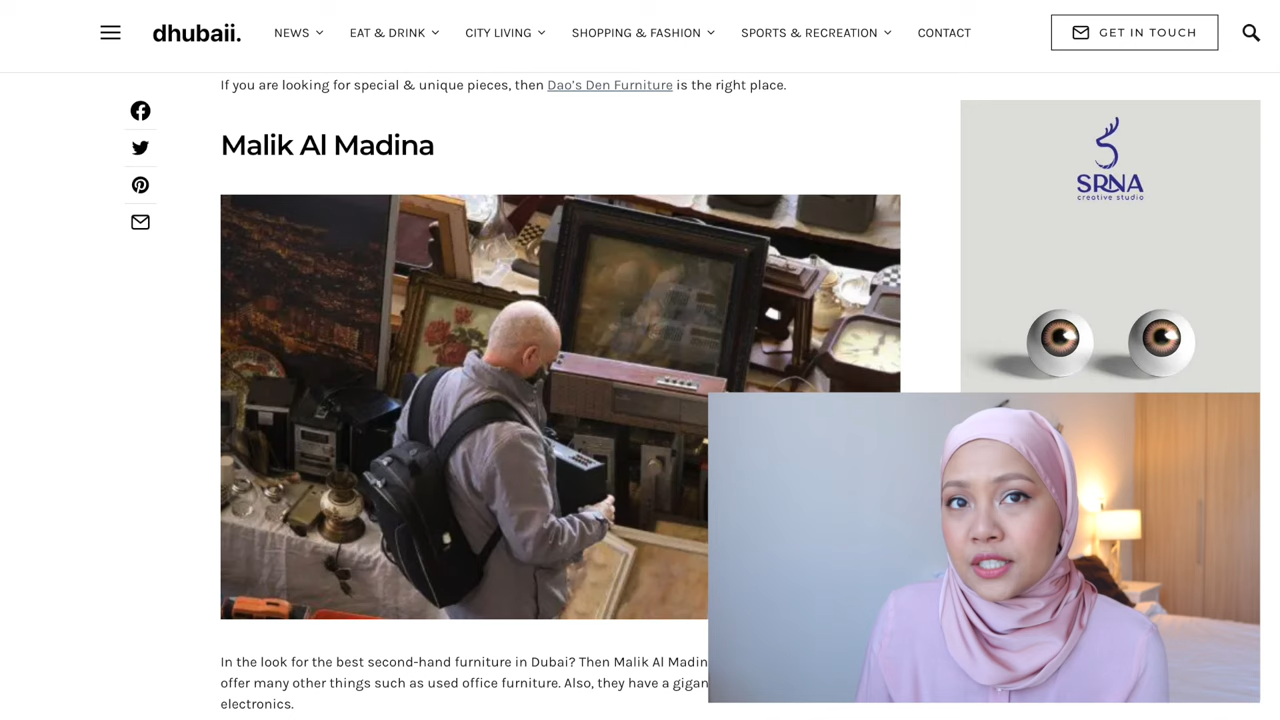 dhubaii.
NEWS
EAT & DRINK
CITY LIVING
SHOPPING & FASHION
SPORTS & RECREATION
CONTACT
GET IN TOUCH
If you are looking for special & unique pieces, then Dao’s Den Furniture is the right place.
Malik Al Madina
SRNA
creative studio
In the look for the best second-hand furniture in Dubai? Then Malik Al Madin
offer many other things such as used office furniture. Also, they have a gigan
electronics.